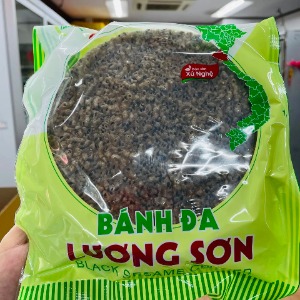 Xứ Nghệ
BÁNH ĐA
LƯƠNG SƠN
BLACK SESAME